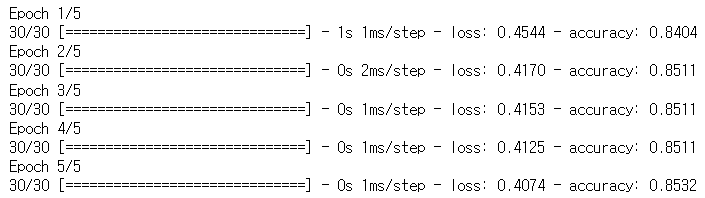 Epoch 1/5
30/30 [==============================] - 1s 1ms/step - loss: 0.4544 - accuracy: 0.8404
Epoch 2/5
30/30 [==============================] - 0s 2ms/step - loss: 0.4170 - accuracy: 0.8511
Epoch 3/5
30/30 [==============================] - 0s 1ms/step - loss: 0.4153 - accuracy: 0.8511
Epoch 4/5
30/30 [==============================] - 0s 1ms/step - loss: 0.4125 - accuracy: 0.8511
Epoch 5/5
30/30 [==============================] - 0s 1ms/step - loss: 0.4074 - accuracy: 0.8532